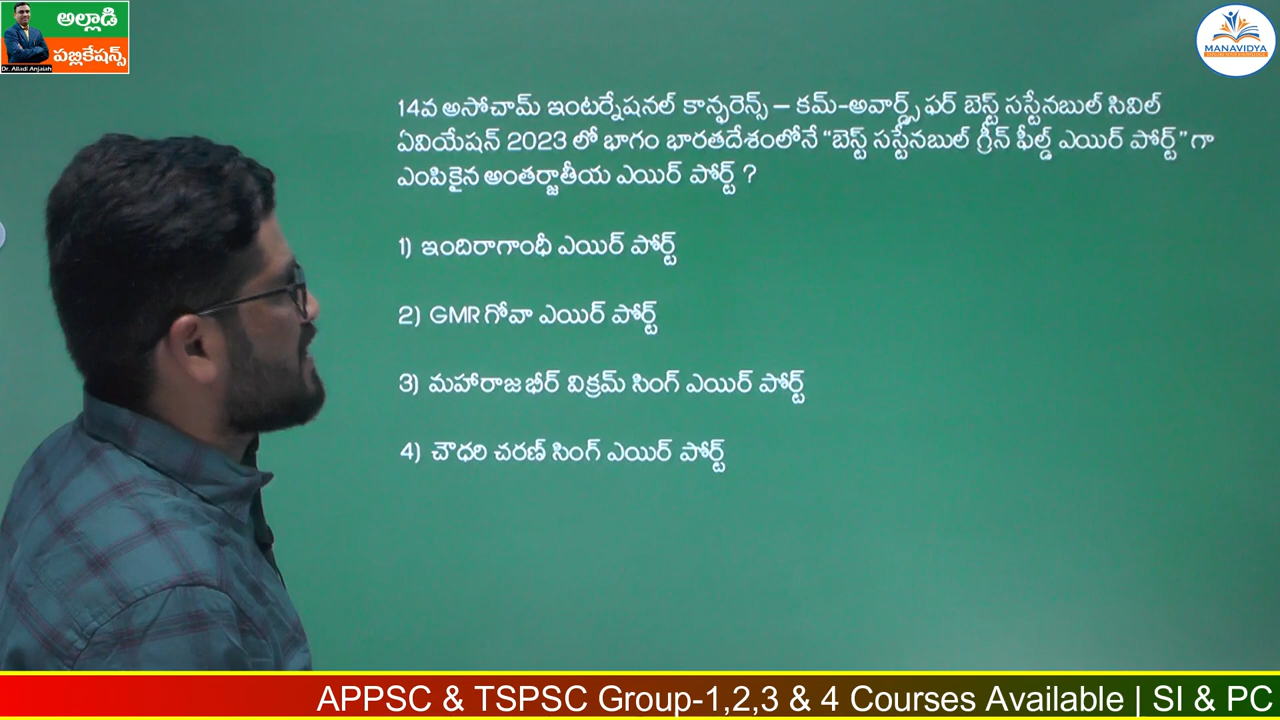 అల్లాడి
పబ్లికేషన్స్
Dr. Alladi Anjaiah
MANAVIDYA
14వ అసోచామ్ ఇంటర్నేషనల్ కాన్ఫరెన్స్ – కమ్-అవార్డ్స్ ఫర్ బెస్ట్ సస్టేనబుల్ సివిల్
ఏవియేషన్ 2023 లో భాగం భారతదేశంలోనే “బెస్ట్ సస్టేనబుల్ గ్రీన్ ఫీల్డ్ ఎయిర్ పోర్ట్” గా
ఎంపికైన అంతర్జాతీయ ఎయిర్ పోర్ట్ ?
1) ఇందిరాగాంధీ ఎయిర్ పోర్ట్
2) GMR గోవా ఎయిర్ పోర్ట్
3) మహారాజ భీర్ విక్రమ్ సింగ్ ఎయిర్ పోర్ట్
4) చౌధరి చరణ్ సింగ్ ఎయిర్ పోర్ట్
APPSC & TSPSC Group-1,2,3 & 4 Courses Available | SI & PC